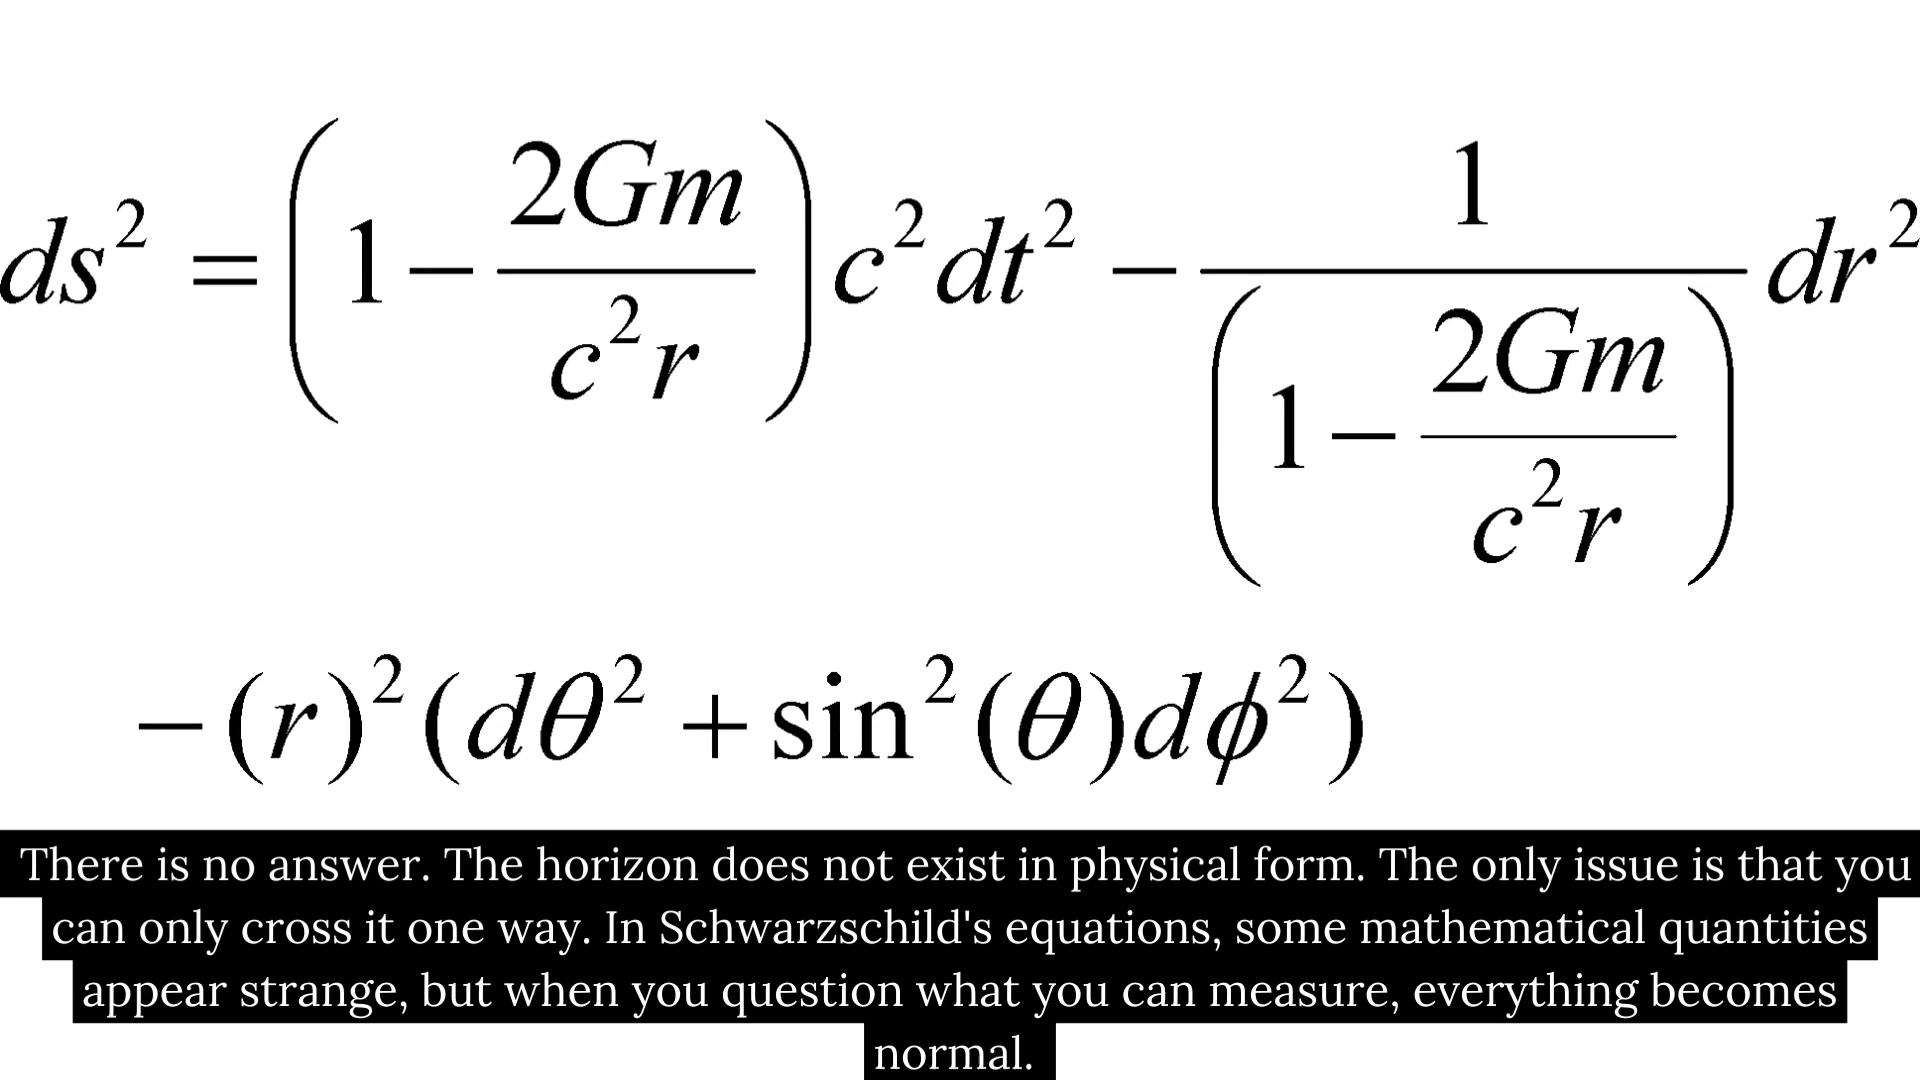 ds² = (1 − 2Gm / c²r) c²dt² − 1 / (1 − 2Gm / c²r) dr²
− (r)² (dθ² + sin² (θ)dϕ² )
There is no answer. The horizon does not exist in physical form. The only issue is that you
can only cross it one way. In Schwarzschild's equations, some mathematical quantities
appear strange, but when you question what you can measure, everything becomes
normal.